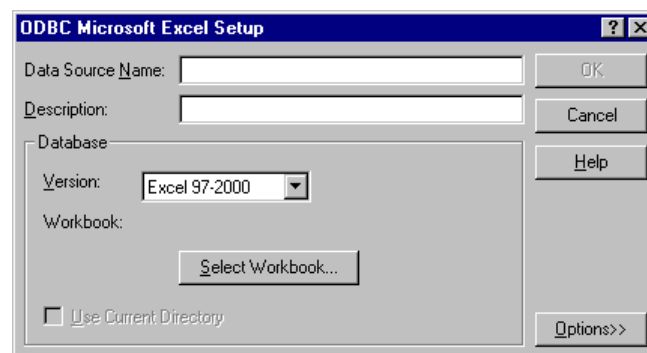 ODBC Microsoft Excel Setup
Data Source Name:
OK
Description:
Cancel
Database
Help
Version:
Excel 97-2000
Workbook:
Select Workbook...
Use Current Directory
Options>>